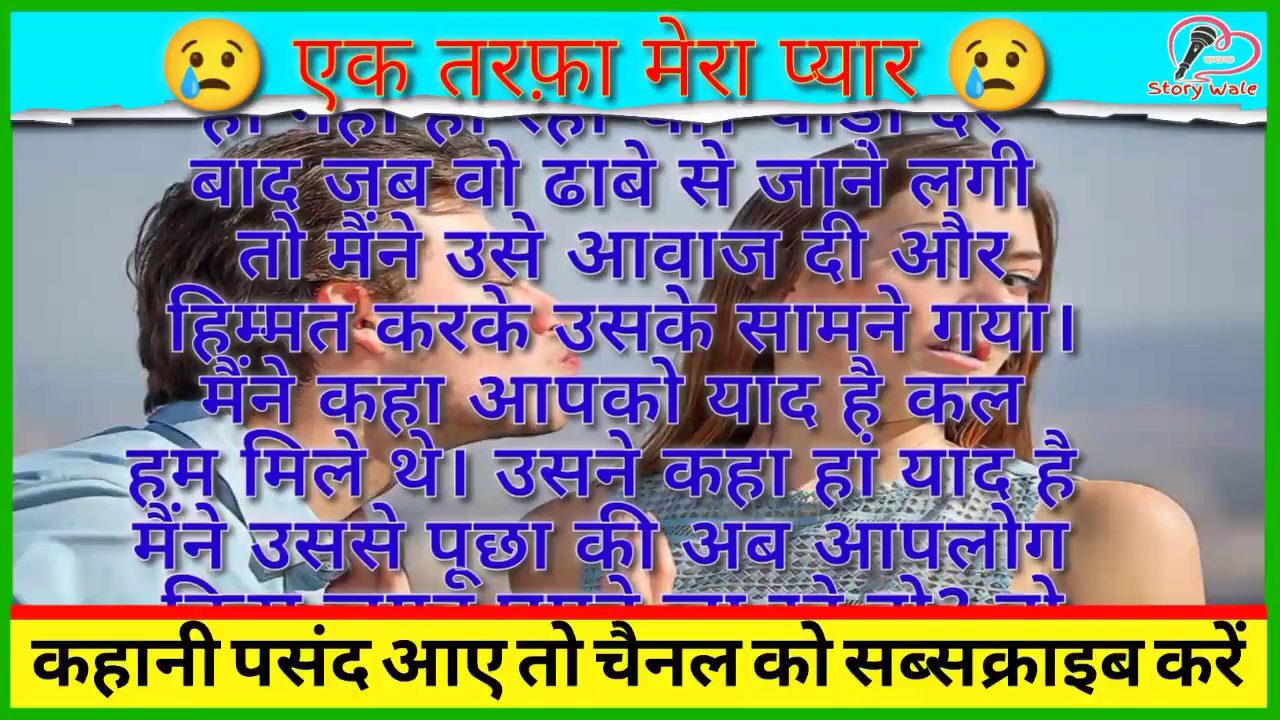 एक तरफ़ा मेरा प्यार
Story Wale
बाद जब वो ढाबे से जाने लगी
तो मैंने उसे आवाज दी और
हिम्मत करके उसके सामने गया।
मैंने कहा आपको याद है कल
हम मिले थे। उसने कहा हां याद है
मैंने उससे पूछा की अब आपलोग
कहानी पसंद आए तो चैनल को सब्सक्राइब करें